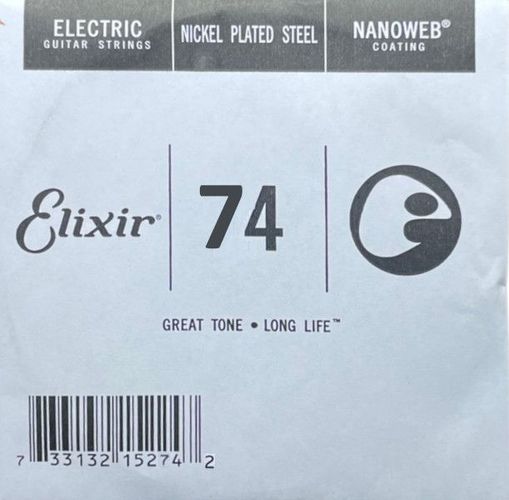 ELECTRIC
GUITAR STRINGS
NICKEL PLATED STEEL
NANOWEB®
COATING
Elixir®
74
GREAT TONE • LONG LIFE™
7 33132 15274 2